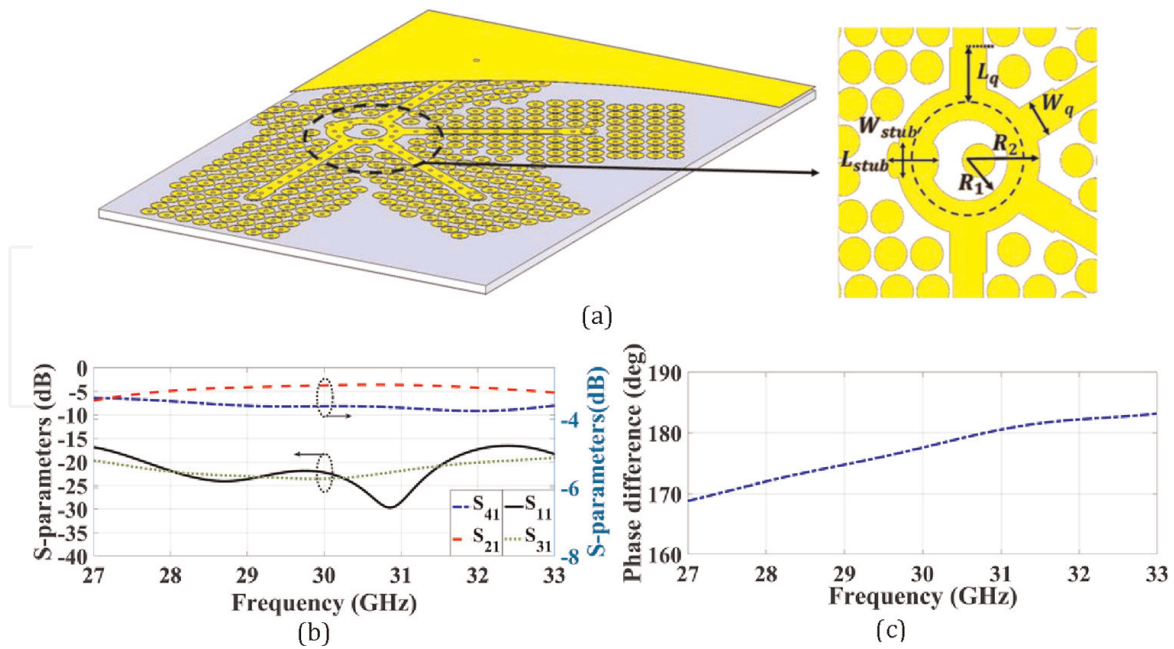 L_q
W_q
W_stub
L_stub
R_2
R_1
(a)
S-parameters (dB)
0
-5
-10
-15
-20
-25
-30
-35
-40
27
28
29
30
31
32
33
Frequency (GHz)
-4
-6
-8
S-parameters(dB)
S_41
S_11
S_21
S_31
(b)
Phase difference (deg)
190
180
170
160
27
28
29
30
31
32
33
Frequency (GHz)
(c)